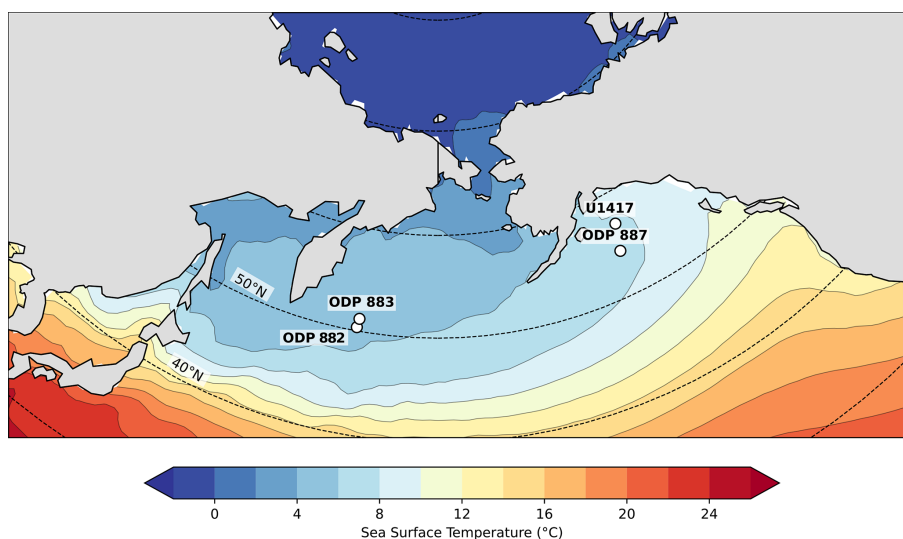 U1417
ODP 887
50°N
ODP 883
ODP 882
40°N
0 4 8 12 16 20 24
Sea Surface Temperature (°C)